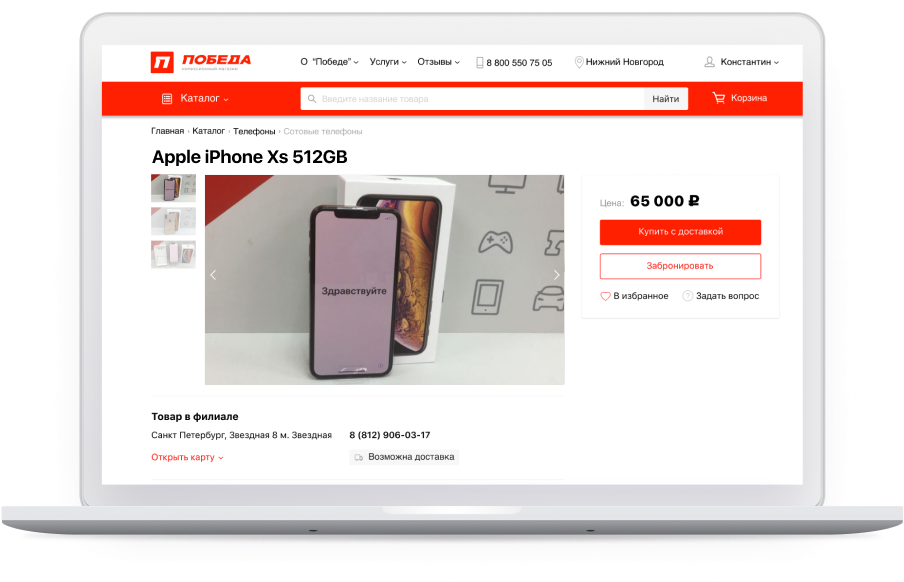 П ПОБЕДА
О "Победе" Услуги Отзывы 8 800 550 75 05 Нижний Новгород Константин
Каталог Введите название товара Найти Корзина
Главная › Каталог › Телефоны › Сотовые телефоны
Apple iPhone Xs 512GB
Здравствуйте
Цена: 65 000 ₽
Купить с доставкой
Забронировать
В избранное ? Задать вопрос
Товар в филиале
Санкт Петербург, Звездная 8 м. Звездная 8 (812) 906-03-17
Открыть карту Возможна доставка